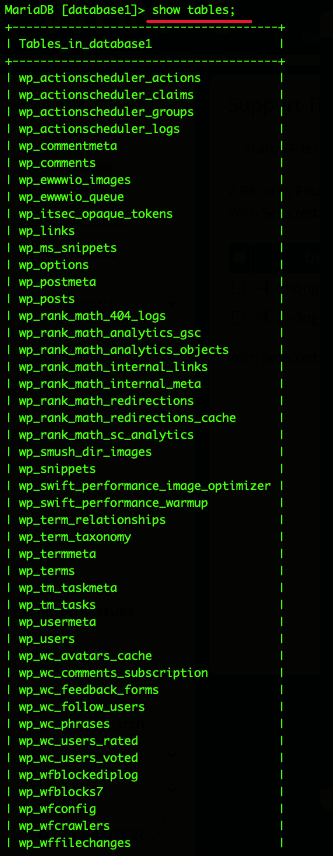 MariaDB [database1]> show tables;
+----------------------------------+
| Tables_in_database1 |
+----------------------------------+
| wp_actionscheduler_actions |
| wp_actionscheduler_claims |
| wp_actionscheduler_groups |
| wp_actionscheduler_logs |
| wp_commentmeta |
| wp_comments |
| wp_ewwwio_images |
| wp_ewwwio_queue |
| wp_itsec_opaque_tokens |
| wp_links |
| wp_ms_snippets |
| wp_options |
| wp_postmeta |
| wp_posts |
| wp_rank_math_404_logs |
| wp_rank_math_analytics_gsc |
| wp_rank_math_analytics_objects |
| wp_rank_math_internal_links |
| wp_rank_math_internal_meta |
| wp_rank_math_redirections |
| wp_rank_math_redirections_cache |
| wp_rank_math_sc_analytics |
| wp_smush_dir_images |
| wp_snippets |
| wp_swift_performance_image_optimizer |
| wp_swift_performance_warmup |
| wp_term_relationships |
| wp_term_taxonomy |
| wp_termmeta |
| wp_terms |
| wp_tm_taskmeta |
| wp_tm_tasks |
| wp_usermeta |
| wp_users |
| wp_wc_avatars_cache |
| wp_wc_comments_subscription |
| wp_wc_feedback_forms |
| wp_wc_follow_users |
| wp_wc_phrases |
| wp_wc_users_rated |
| wp_wc_users_voted |
| wp_wfblockediplog |
| wp_wfblocks7 |
| wp_wfconfig |
| wp_wfcrawlers |
| wp_wffilechanges |